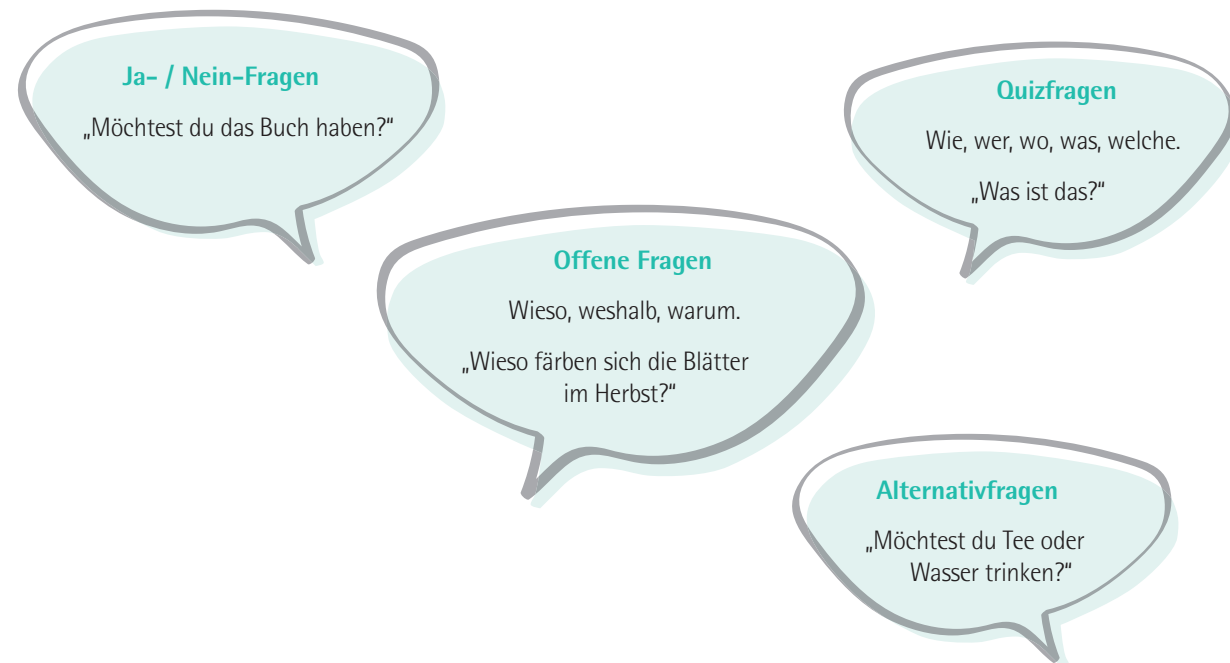 Ja- / Nein-Fragen
„Möchtest du das Buch haben?“
Quizfragen
Wie, wer, wo, was, welche.
„Was ist das?“
Offene Fragen
Wieso, weshalb, warum.
„Wieso färben sich die Blätter
im Herbst?“
Alternativfragen
„Möchtest du Tee oder
Wasser trinken?“